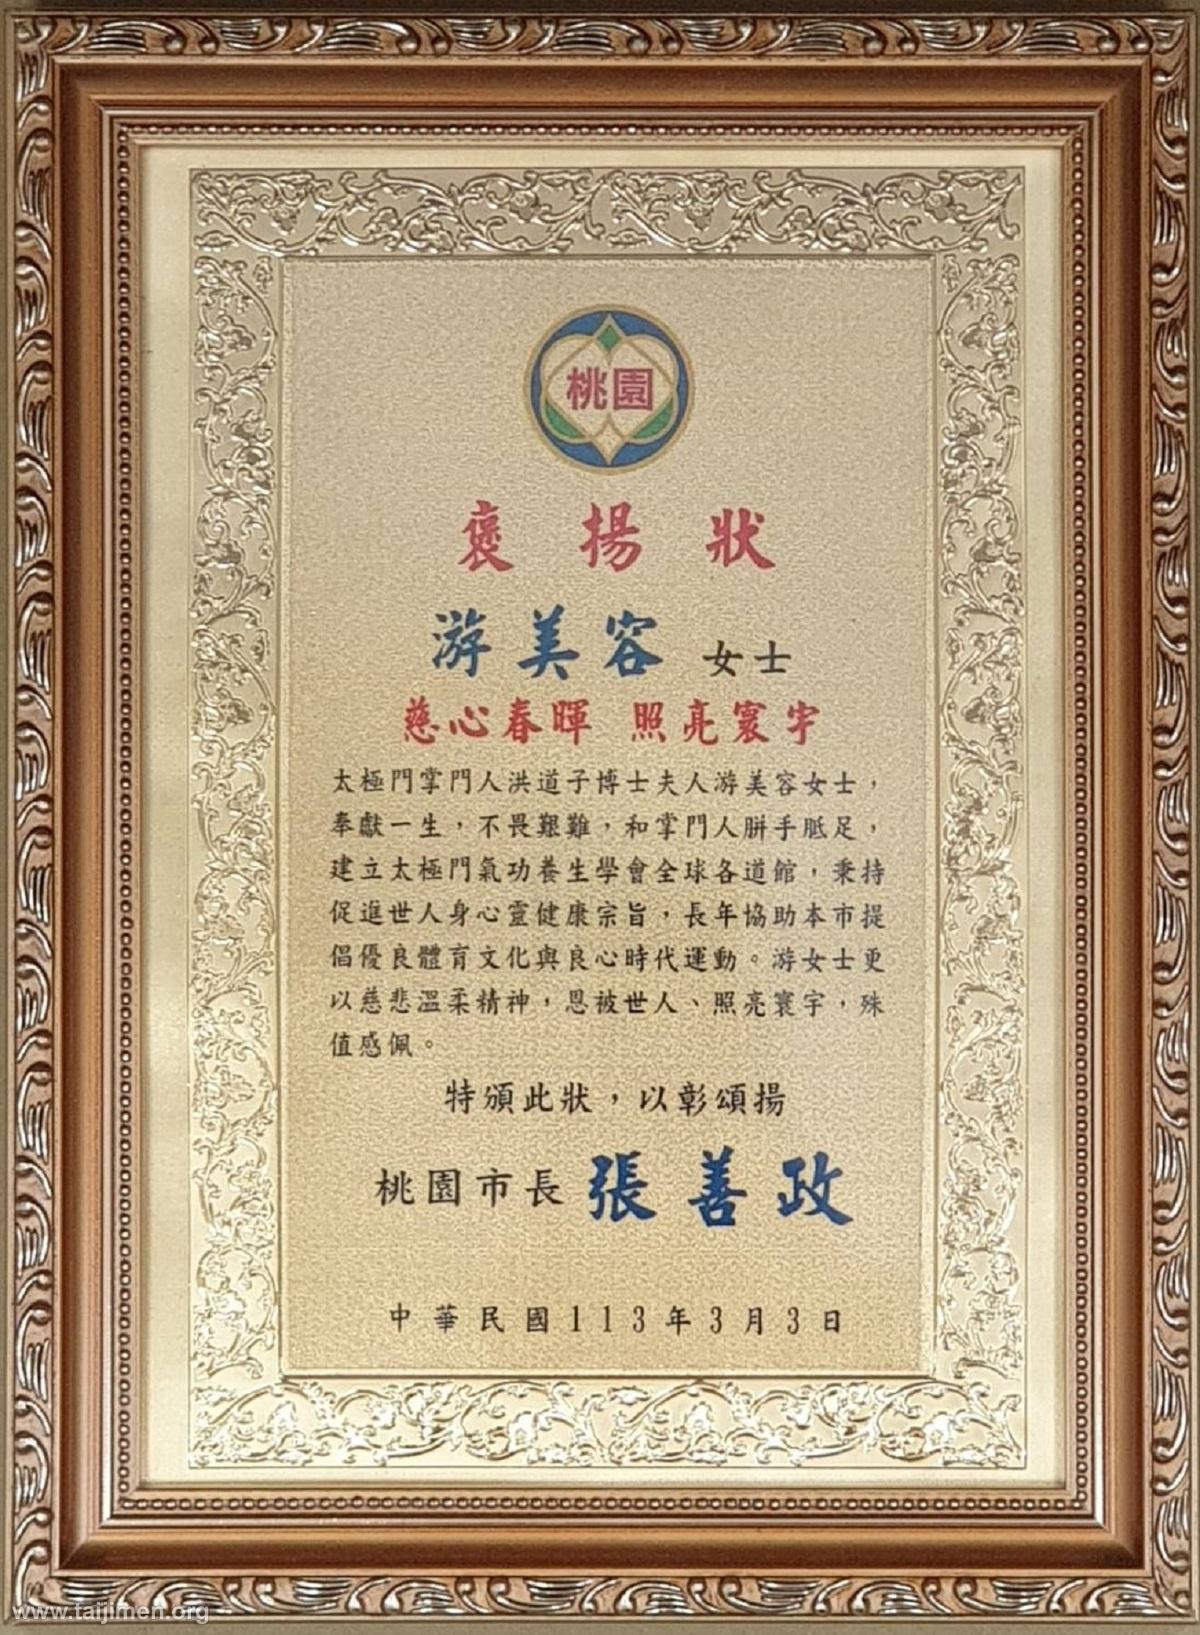 桃園
褒揚狀
游美容 女士
慈心春暉 照亮寰宇
太極門掌門人洪道子博士夫人游美容女士，
奉獻一生，不畏艱難，和掌門人胼手胝足，
建立太極門氣功養生學會全球各道館，秉持
促進世人身心靈健康宗旨，長年協助本市提
倡優良體育文化與良心時代運動。游女士更
以慈悲溫柔精神，恩被世人、照亮寰宇，殊
值感佩。
特頒此狀，以彰頌揚
桃園市長 張善政
中華民國113年3月3日
www.taijimen.org